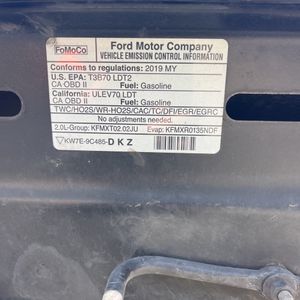 FoMoCo
Ford Motor Company
VEHICLE EMISSION CONTROL INFORMATION
Conforms to regulations: 2019 MY
U.S. EPA: T3B70 LDT2
CA OBD II Fuel: Gasoline
California: ULEV70 LDT
CA OBD II Fuel: Gasoline
TWC/HO2S/WR-HO2S/CAC/TC/DFI/EGR/EGRC
No adjustments needed.
2.0L-Group: KFMXT02.02JU Evap: KFMXR0135NDF
KW7E-9C485-DKZ